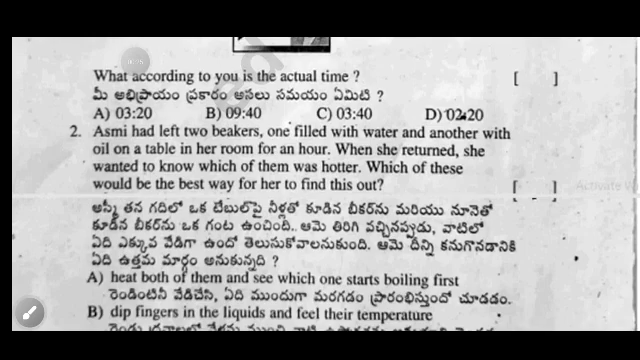 What according to you is the actual time ? [ ]
మీ అభిప్రాయం ప్రకారం అసలు సమయం ఏమిటి ?
A) 03:20 B) 09:40 C) 03:40 D) 02:20
2. Asmi had left two beakers, one filled with water and another with
oil on a table in her room for an hour. When she returned, she
wanted to know which of them was hotter. Which of these
would be the best way for her to find this out? [ ]
అస్మీ తన గదిలో ఒక టేబుల్‌పై నీళ్లతో కూడిన బీకర్‌ను మరియు నూనెతో
కూడిన బీకర్‌ను ఒక గంట ఉంచింది. ఆమె తిరిగి వచ్చినప్పుడు, వాటిలో
ఏది ఎక్కువ వేడిగా ఉందో తెలుసుకోవాలనుకుంది. ఆమె దీన్ని కనుగొనడానికి
ఏది ఉత్తమ మార్గం అనుకున్నది ?
A) heat both of them and see which one starts boiling first
రెండింటినీ వేడిచేసి, ఏది ముందుగా మరగడం ప్రారంభిస్తుందో చూడడం.
B) dip fingers in the liquids and feel their temperature